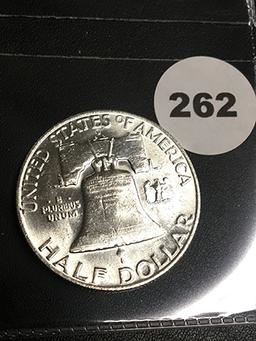 262
UNITED STATES OF AMERICA
E
PLURIBUS
UNUM
HALF DOLLAR